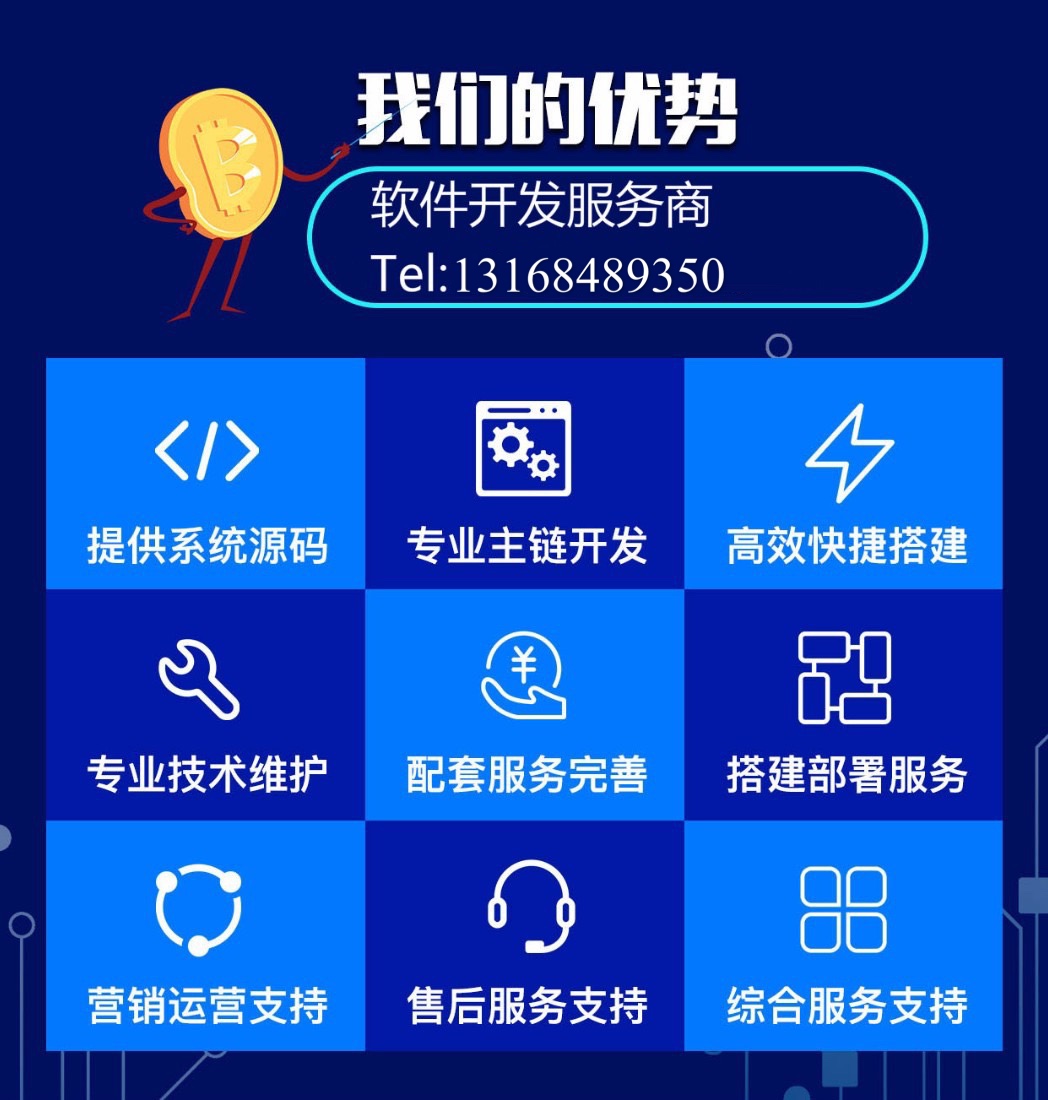 我们的优势
软件开发服务商
Tel:13168489350
提供系统源码
专业主链开发
高效快捷搭建
专业技术维护
配套服务完善
搭建部署服务
营销运营支持
售后服务支持
综合服务支持